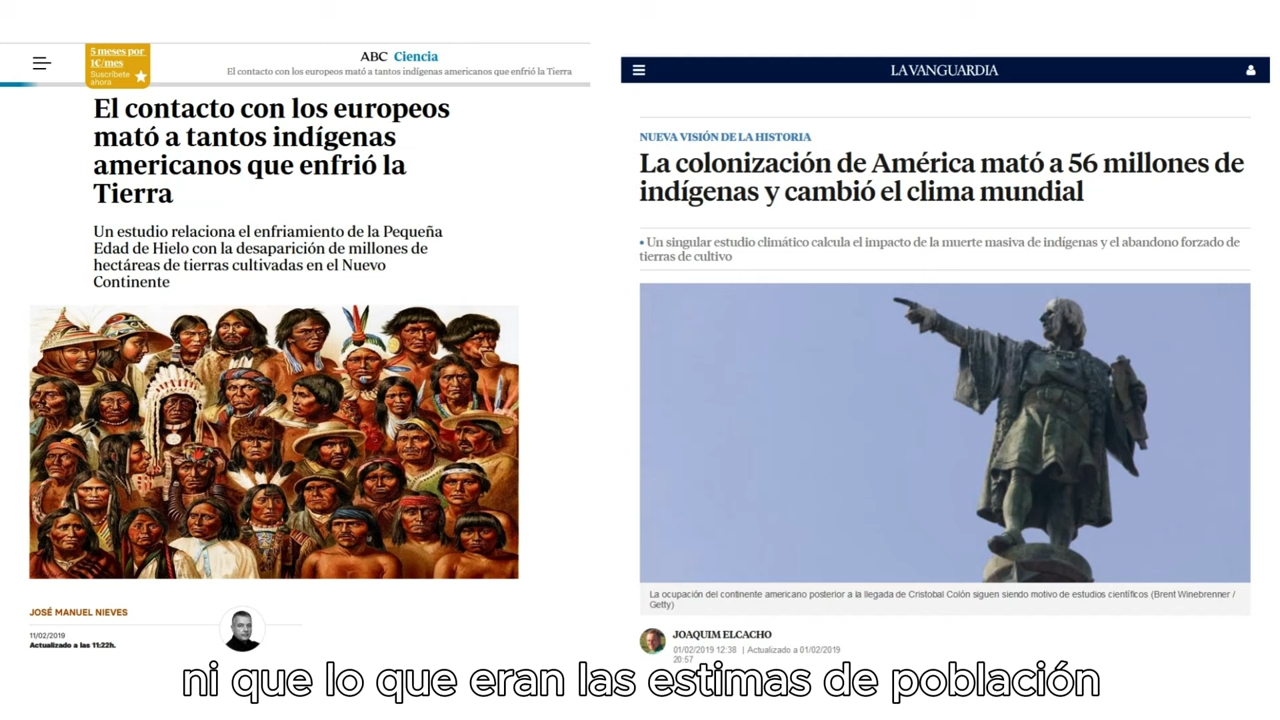 5 meses por
1€/mes
Suscríbete
ahora
ABC Ciencia
El contacto con los europeos mató a tantos indígenas americanos que enfrió la Tierra
El contacto con los europeos
mató a tantos indígenas
americanos que enfrió la
Tierra
Un estudio relaciona el enfriamiento de la Pequeña
Edad de Hielo con la desaparición de millones de
hectáreas de tierras cultivadas en el Nuevo
Continente
JOSÉ MANUEL NIEVES
11/02/2019
Actualizado a las 11:22h.
LA VANGUARDIA
NUEVA VISIÓN DE LA HISTORIA
La colonización de América mató a 56 millones de
indígenas y cambió el clima mundial
• Un singular estudio climático calcula el impacto de la muerte masiva de indígenas y el abandono forzado de
tierras de cultivo
La ocupación del continente americano posterior a la llegada de Cristobal Colón siguen siendo motivo de estudios científicos (Brent Winebrenner /
Getty)
JOAQUIM ELCACHO
01/02/2019 12:38 | Actualizado a 01/02/2019
20:57
ni que lo que eran las estimas de población